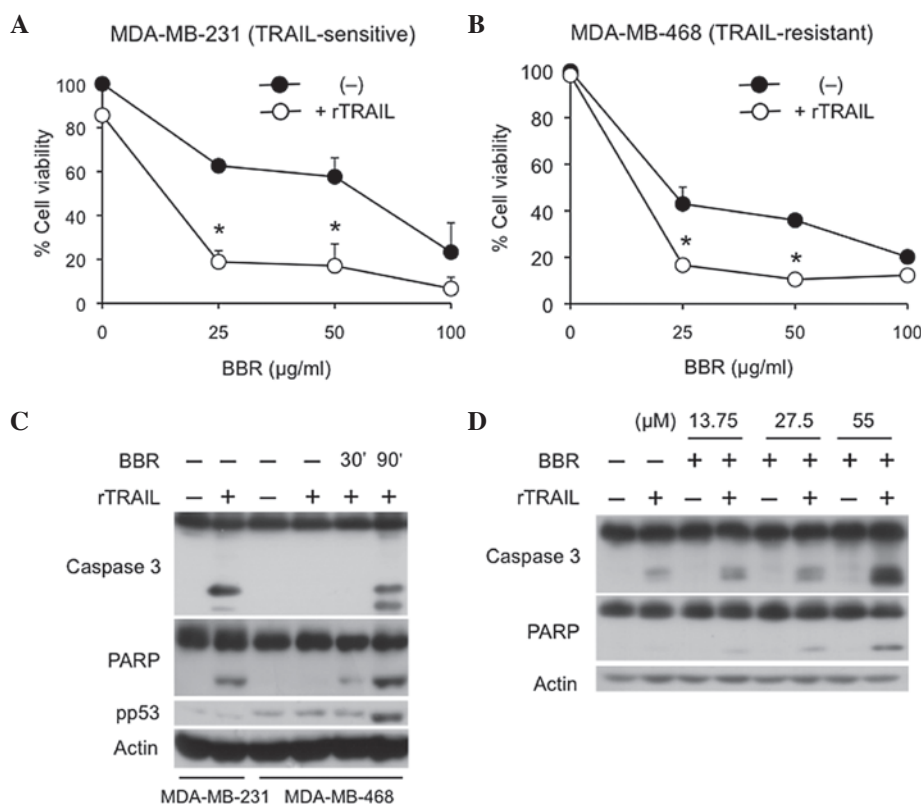 A
MDA-MB-231 (TRAIL-sensitive)
(–)
+ rTRAIL
% Cell viability
100
80
60
40
20
0
* *
0 25 50 100
BBR (µg/ml)
B
MDA-MB-468 (TRAIL-resistant)
(–)
+ rTRAIL
% Cell viability
100
80
60
40
20
0
* *
0 25 50 100
BBR (µg/ml)
C
BBR – – – – 30' 90'
rTRAIL – + – + + +
Caspase 3
PARP
pp53
Actin
MDA-MB-231 MDA-MB-468
D
(µM) 13.75 27.5 55
BBR – – + + + + + +
rTRAIL – + – + – + – +
Caspase 3
PARP
Actin